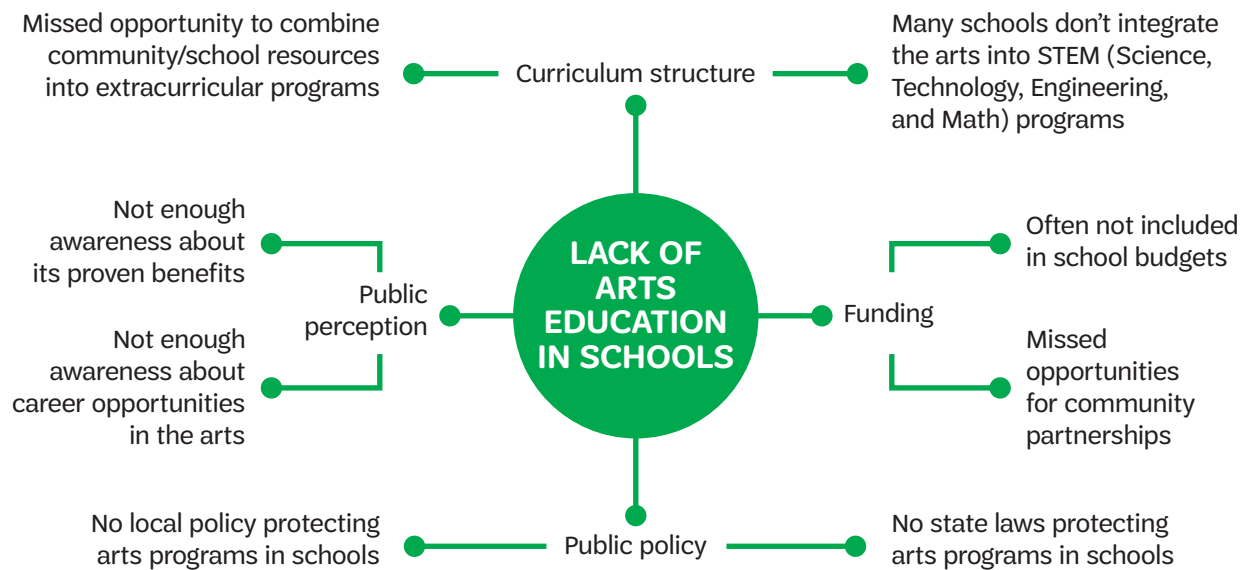 Missed opportunity to combine
community/school resources
into extracurricular programs
Curriculum structure
Many schools don’t integrate
the arts into STEM (Science,
Technology, Engineering,
and Math) programs
Not enough
awareness about
its proven benefits
Public
perception
Not enough
awareness about
career opportunities
in the arts
LACK OF
ARTS
EDUCATION
IN SCHOOLS
Funding
Often not included
in school budgets
Missed
opportunities
for community
partnerships
No local policy protecting
arts programs in schools
Public policy
No state laws protecting
arts programs in schools